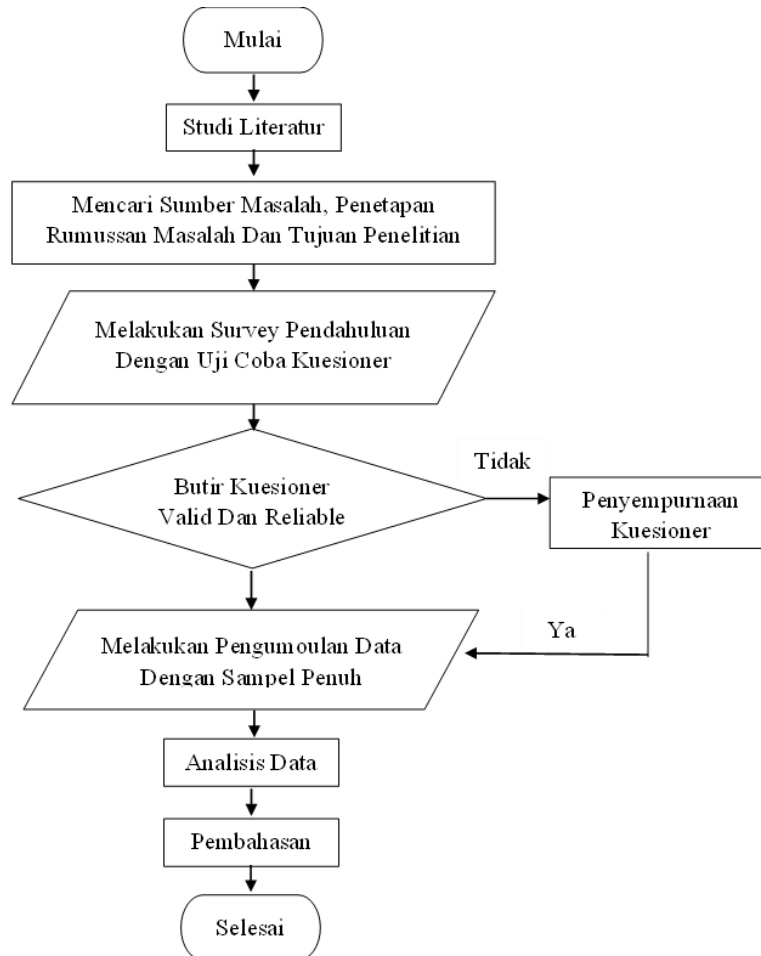 Mulai
Studi Literatur
Mencari Sumber Masalah, Penetapan
Rumussan Masalah Dan Tujuan Penelitian
Melakukan Survey Pendahuluan
Dengan Uji Coba Kuesioner
Butir Kuesioner
Valid Dan Reliable
Tidak
Penyempurnaan
Kuesioner
Ya
Melakukan Pengumoulan Data
Dengan Sampel Penuh
Analisis Data
Pembahasan
Selesai